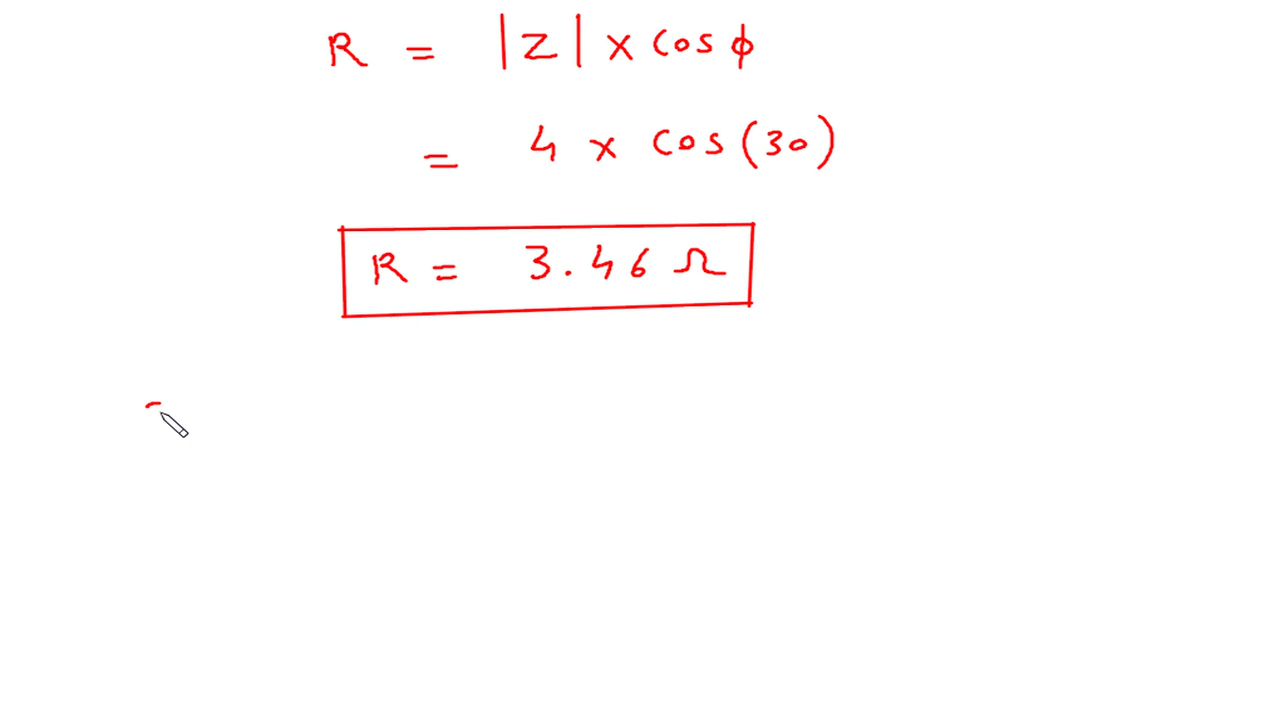 R = |Z| x cos ϕ
= 4 x cos(30)
R = 3.46 Ω